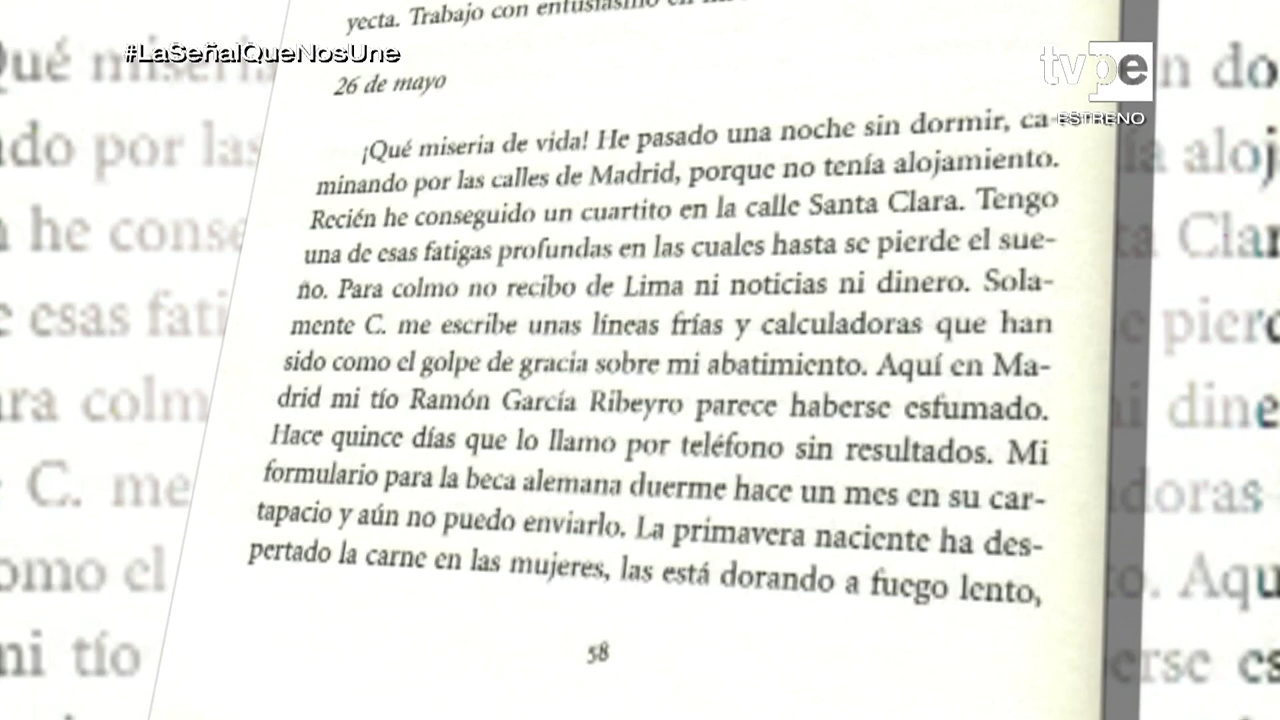 yecta. Trabajo con entusiasmo en
#LaSeñalQueNosUne
tvpe
ESTRENO
26 de mayo
¡Qué miseria de vida! He pasado una noche sin dormir, ca-
minando por las calles de Madrid, porque no tenía alojamiento.
Recién he conseguido un cuartito en la calle Santa Clara. Tengo
una de esas fatigas profundas en las cuales hasta se pierde el sue-
ño. Para colmo no recibo de Lima ni noticias ni dinero. Sola-
mente C. me escribe unas líneas frías y calculadoras que han
sido como el golpe de gracia sobre mi abatimiento. Aquí en Ma-
drid mi tío Ramón García Ribeyro parece haberse esfumado.
Hace quince días que lo llamo por teléfono sin resultados. Mi
formulario para la beca alemana duerme hace un mes en su car-
tapacio y aún no puedo enviarlo. La primavera naciente ha des-
pertado la carne en las mujeres, las está dorando a fuego lento,
58